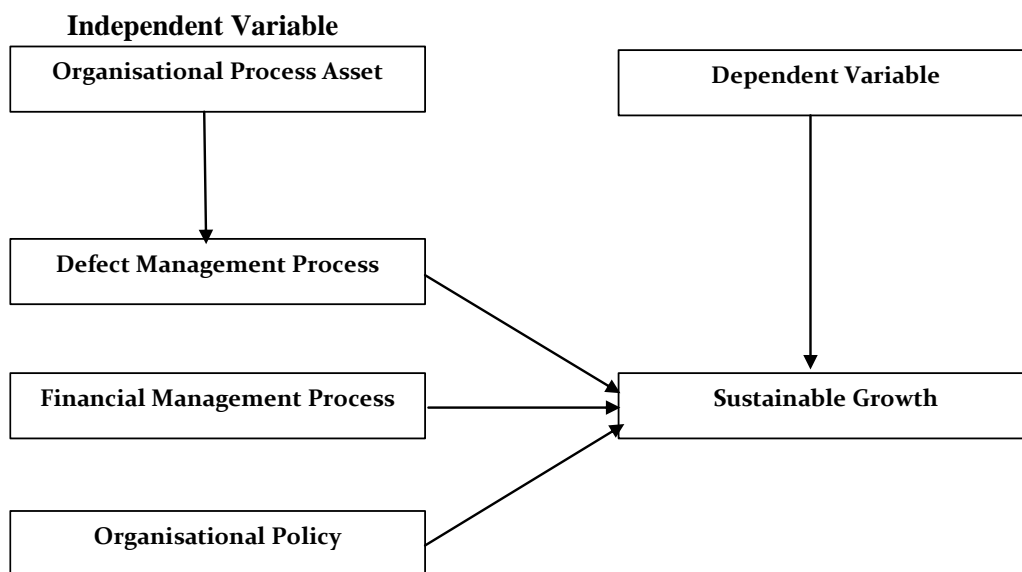 Independent Variable
Organisational Process Asset
Dependent Variable
Defect Management Process
Financial Management Process
Sustainable Growth
Organisational Policy